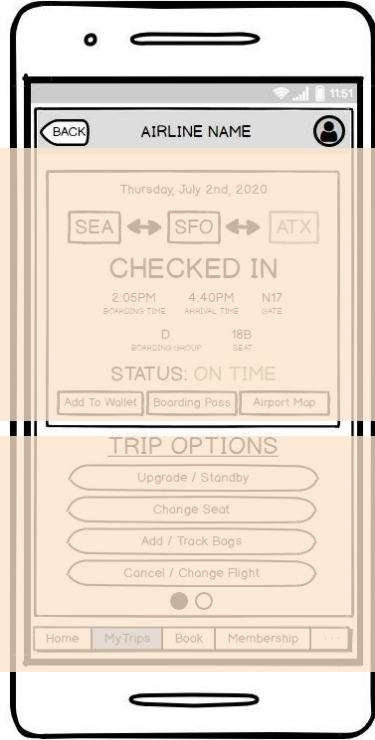 11:51
BACK AIRLINE NAME
Thursday, July 2nd, 2020
SEA SFO ATX
CHECKED IN
2:05PM 4:40PM N17
BOARDING TIME ARRIVAL TIME GATE
D 18B
BOARDING GROUP SEAT
STATUS: ON TIME
Add To Wallet Boarding Pass Airport Map
TRIP OPTIONS
Upgrade / Standby
Change Seat
Add / Track Bags
Cancel / Change Flight
Home MyTrips Book Membership ...